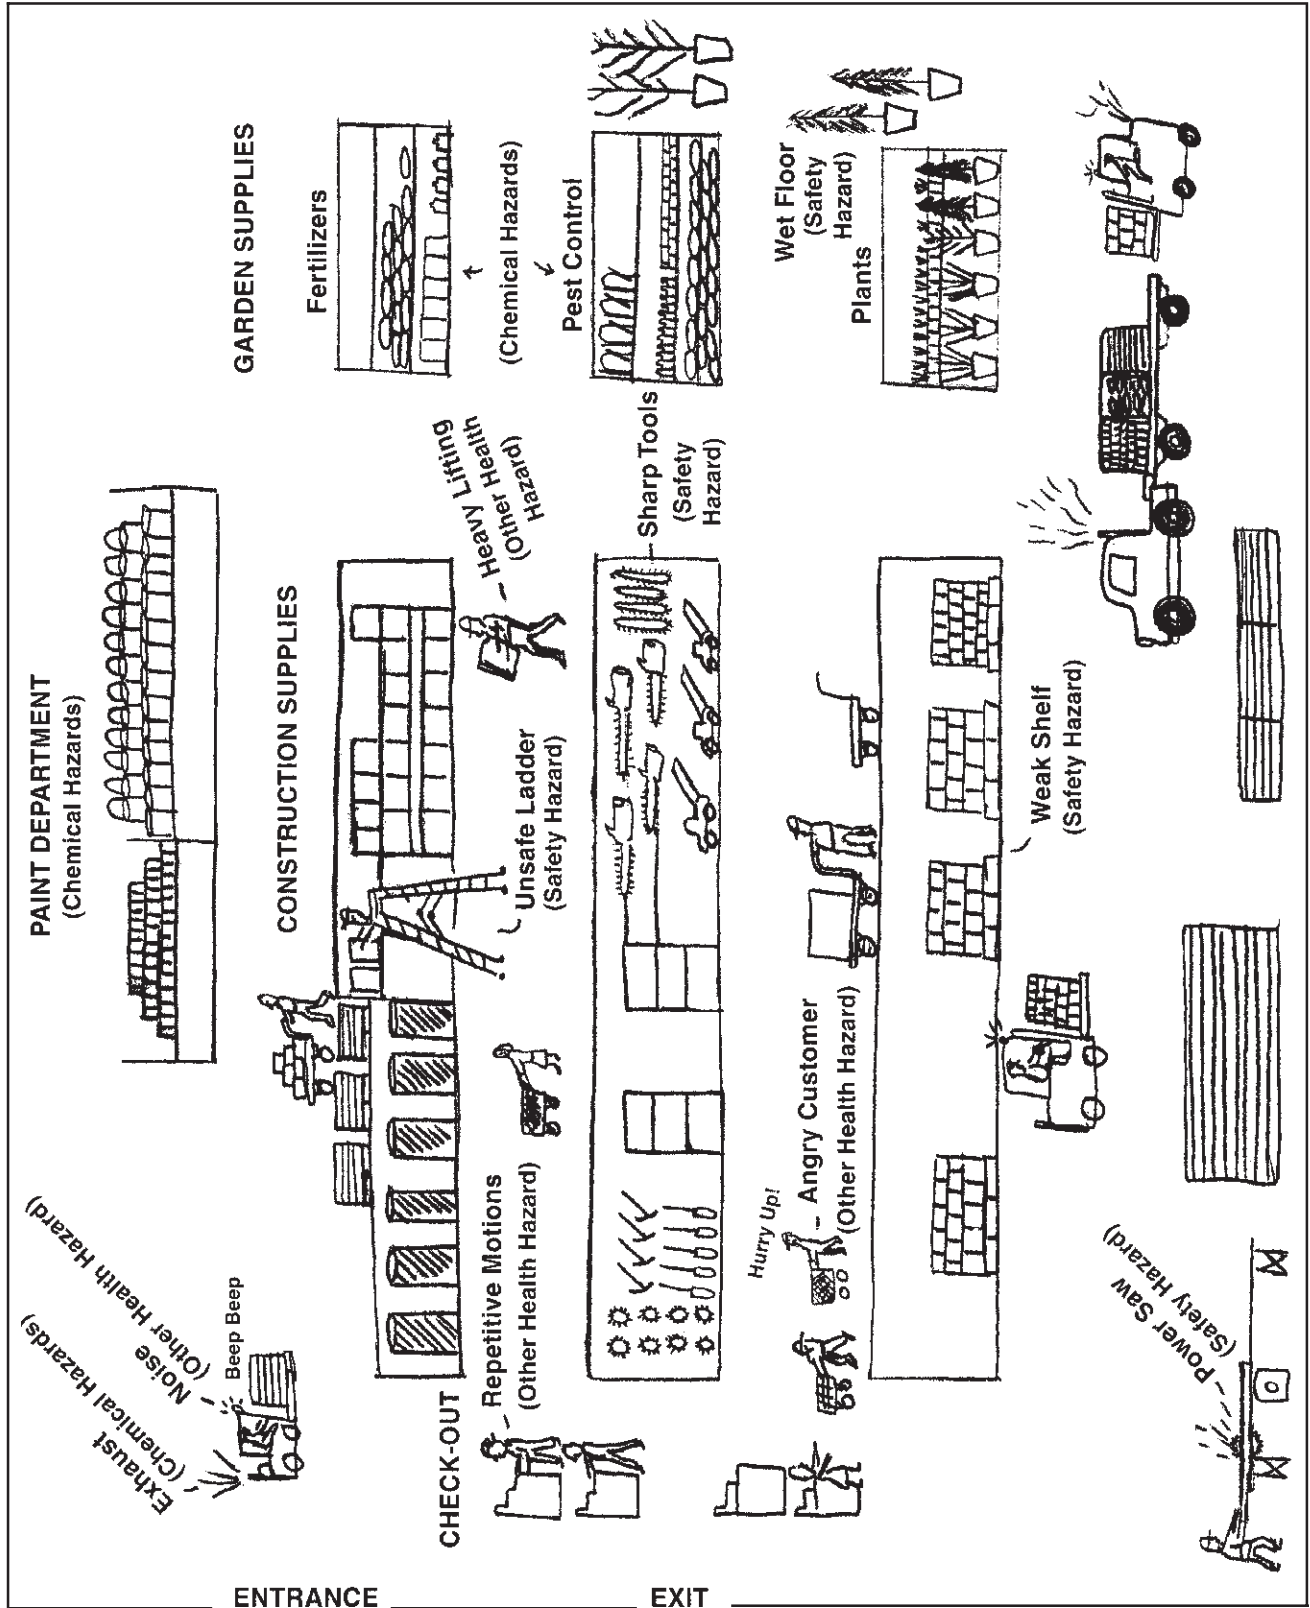 PAINT DEPARTMENT
(Chemical Hazards)
GARDEN SUPPLIES
Fertilizers
(Chemical Hazards)
Pest Control
CONSTRUCTION SUPPLIES
Heavy Lifting
(Other Health
Hazard)
Unsafe Ladder
(Safety Hazard)
Sharp Tools
(Safety
Hazard)
Wet Floor
(Safety
Hazard)
Plants
Exhaust
(Chemical Hazards)
Noise
(Other Health Hazard)
Beep Beep
CHECK-OUT
Repetitive Motions
(Other Health Hazard)
Hurry Up!
Angry Customer
(Other Health Hazard)
Weak Shelf
(Safety Hazard)
Power Saw
(Safety Hazard)
ENTRANCE
EXIT